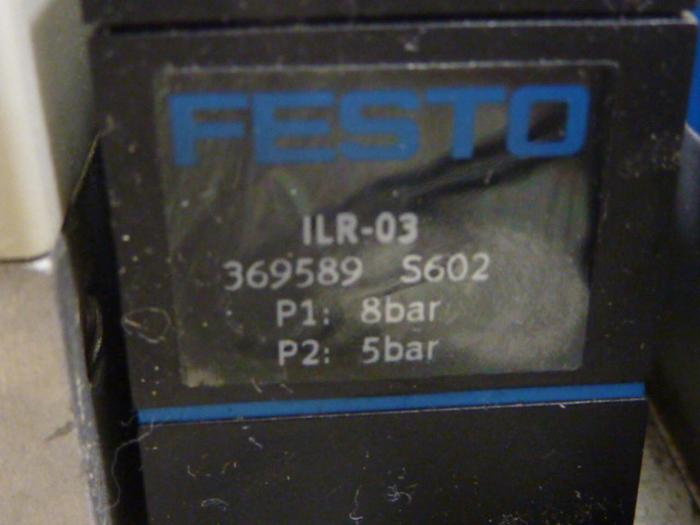 FESTO
ILR-03
369589 S602
P1: 8bar
P2: 5bar